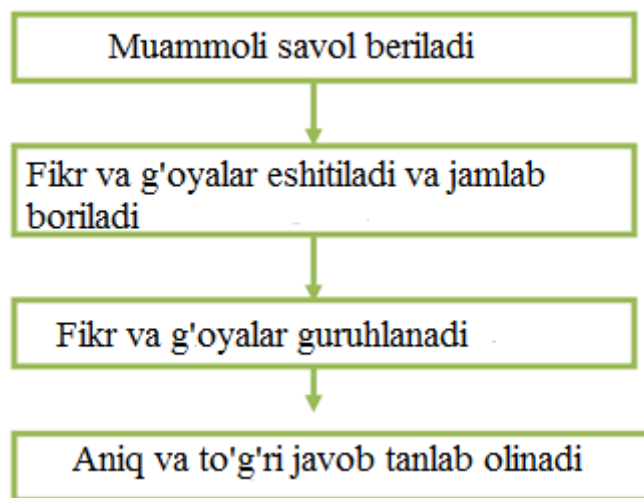 Muammoli savol beriladi
Fikr va g'oyalar eshitiladi va jamlab
boriladi
Fikr va g'oyalar guruhlanadi
Aniq va to'g'ri javob tanlab olinadi